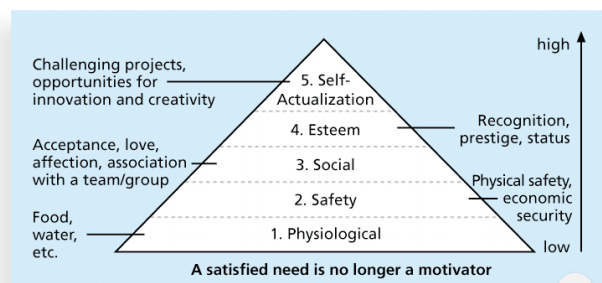 high
Challenging projects,
opportunities for
innovation and creativity
5. Self-
Actualization
4. Esteem
Recognition,
prestige, status
Acceptance, love,
affection, association
with a team/group
3. Social
Physical safety,
economic
security
2. Safety
Food,
water,
etc.
1. Physiological
low
A satisfied need is no longer a motivator